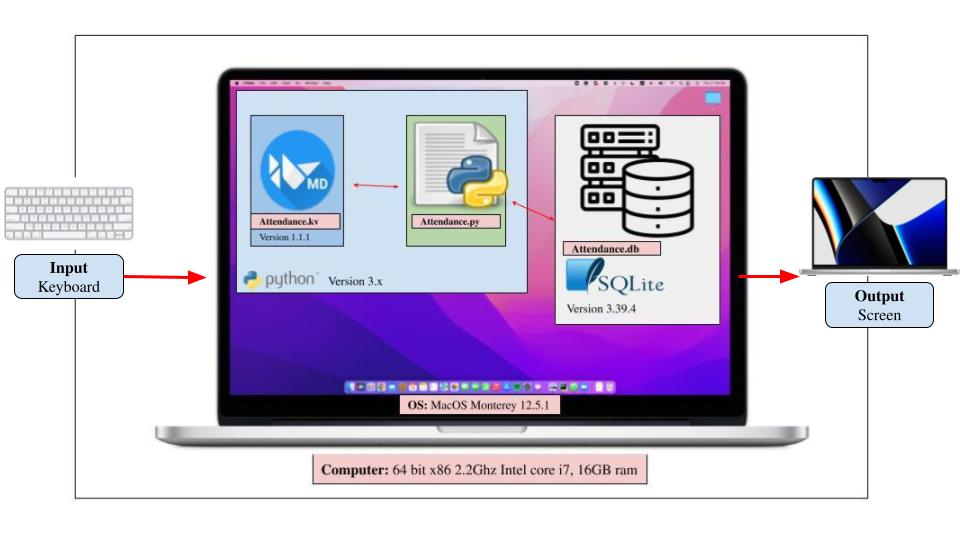 MD
Attendance.kv
Version 1.1.1
Attendance.py
python
Version 3.x
Attendance.db
SQLite
Version 3.39.4
Input
Keyboard
Output
Screen
OS: MacOS Monterey 12.5.1
Computer: 64 bit x86 2.2Ghz Intel core i7, 16GB ram